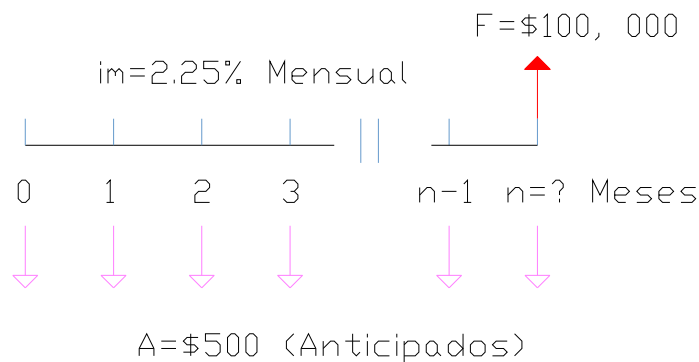 F=$100, 000
im=2.25% Mensual
0 1 2 3 n-1 n=? Meses
A=$500 (Anticipados)